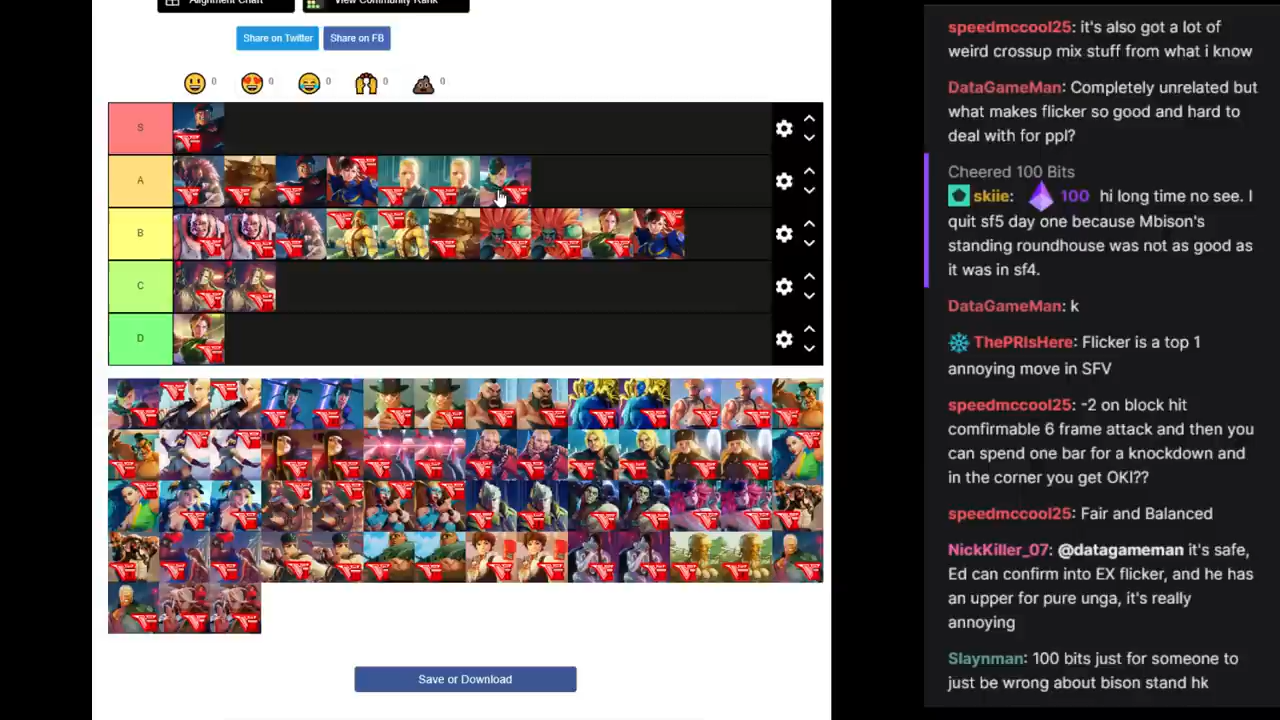 Alignment Chart
View Community Rank
Share on Twitter
Share on FB
0
0
0
0
0
S
A
B
C
D
Save or Download
speedmccool25: it's also got a lot of
weird crossup mix stuff from what i
know
DataGameMan: Completely unrelated but
what makes flicker so good and hard to
deal with for ppl?
Cheered 100 Bits
skiie: 100 hi long time no see. I
quit sf5 day one because Mbison's
standing roundhouse was not as good as
it was in sf4.
DataGameMan: k
ThePRIsHere: Flicker is a top 1
annoying move in SFV
speedmccool25: -2 on block hit
comfirmable 6 frame attack and then you
can spend one bar for a knockdown and
in the corner you get OKI??
speedmccool25: Fair and Balanced
NickKiller_07: @datagameman it's safe,
Ed can confirm into EX flicker, and he has
an upper for pure unga, it's really
annoying
Slaynman: 100 bits just for someone to
just be wrong about bison stand hk